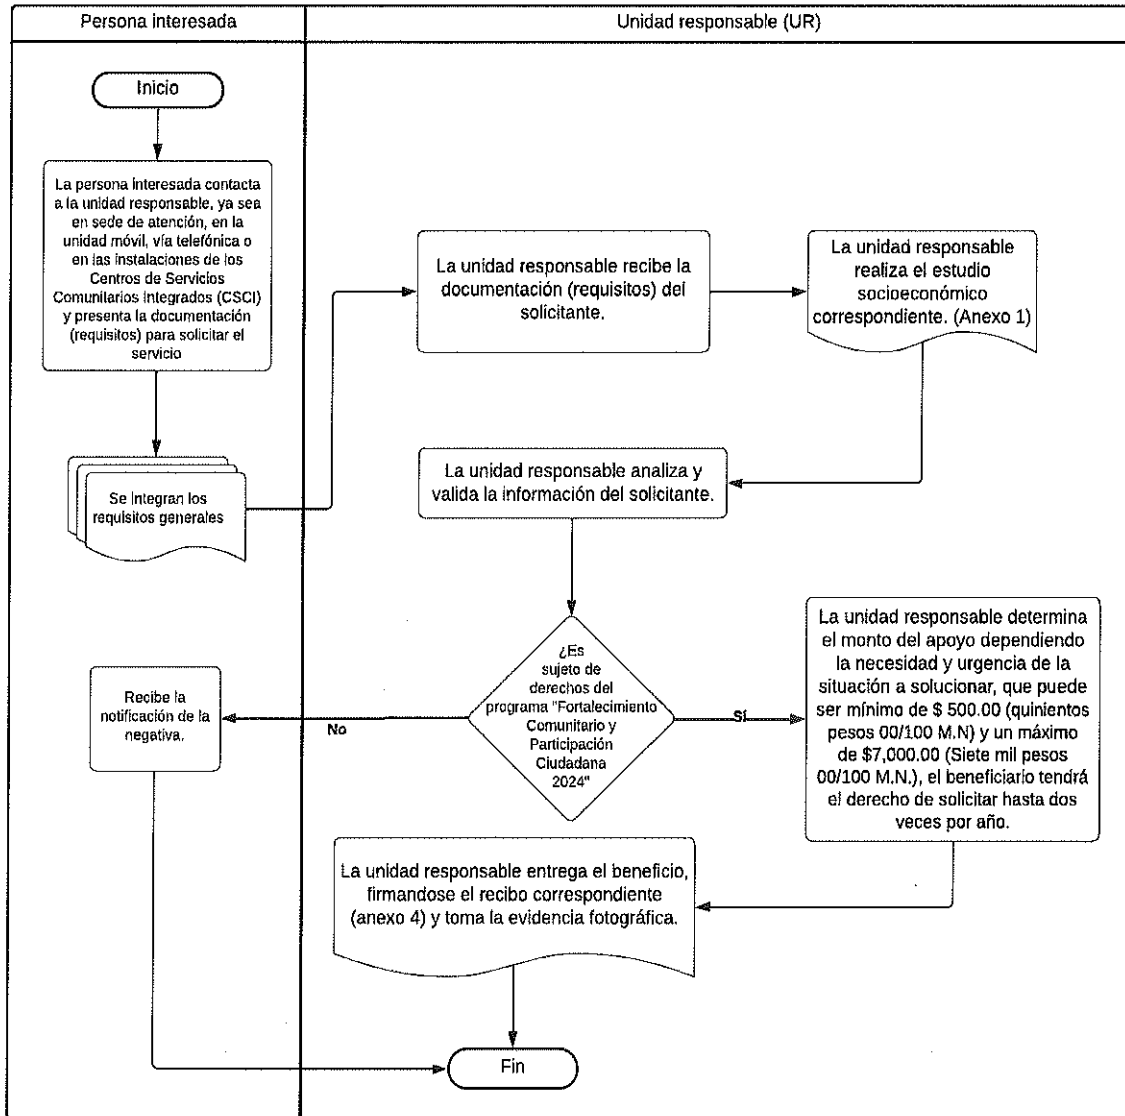 Persona interesada
Unidad responsable (UR)
Inicio
La persona interesada contacta
a la unidad responsable, ya sea
en sede de atención, en la
unidad móvil, vía telefónica o
en las instalaciones de los
Centros de Servicios
Comunitarios Integrados (CSCI)
y presenta la documentación
(requisitos) para solicitar el
servicio
Se integran los
requisitos generales
La unidad responsable recibe la
documentación (requisitos) del
solicitante.
La unidad responsable
realiza el estudio
socioeconómico
correspondiente. (Anexo 1)
La unidad responsable analiza y
valida la información del solicitante.
¿Es
sujeto de
derechos del
programa "Fortalecimiento
Comunitario y
Participación
Ciudadana
2024"
No
Sí
Recibe la
notificación de la
negativa.
La unidad responsable determina
el monto del apoyo dependiendo
la necesidad y urgencia de la
situación a solucionar, que puede
ser mínimo de $ 500.00 (quinientos
pesos 00/100 M.N) y un máximo
de $7,000.00 (Siete mil pesos
00/100 M.N.), el beneficiario tendrá
el derecho de solicitar hasta dos
veces por año.
La unidad responsable entrega el beneficio,
firmandose el recibo correspondiente
(anexo 4) y toma la evidencia fotográfica.
Fin